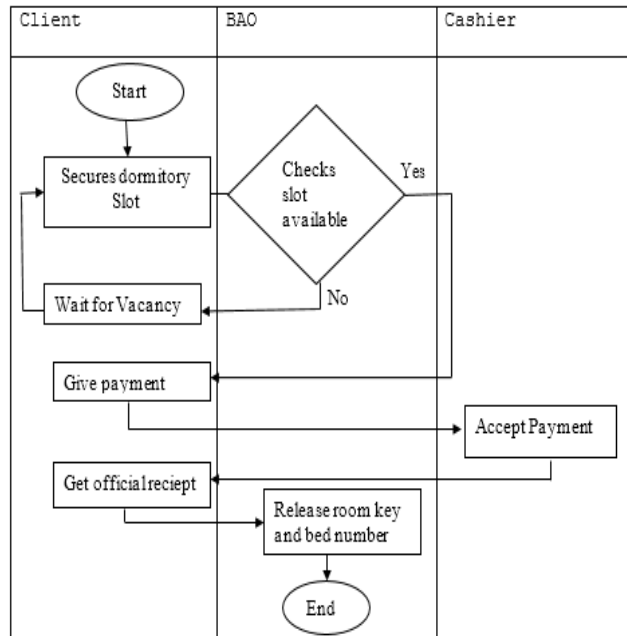 Client
BAO
Cashier
Start
Secures dormitory
Slot
Checks
slot
available
Yes
No
Wait for Vacancy
Give payment
Accept Payment
Get official reciept
Release room key
and bed number
End